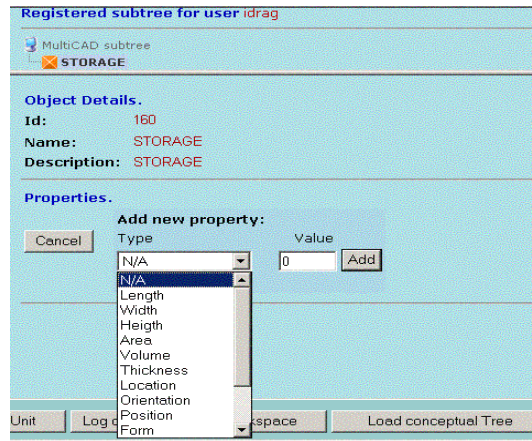 Registered subtree for user idrag
MultiCAD subtree
STORAGE
Object Details.
Id: 160
Name: STORAGE
Description: STORAGE
Properties.
Add new property:
Cancel Type Value
N/A 0 Add
N/A
Length
Width
Heigth
Area
Volume
Thickness
Location
Orientation
Position
Form
Unit Log kspace Load conceptual Tree